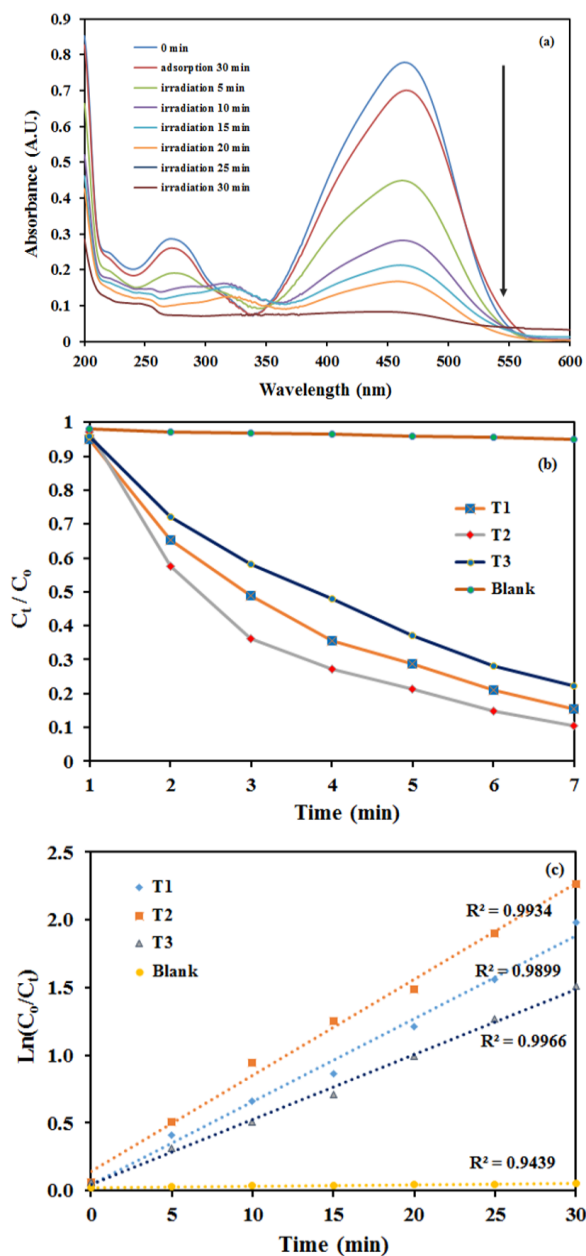 (a)
0 min
adsorption 30 min
irradiation 5 min
irradiation 10 min
irradiation 15 min
irradiation 20 min
irradiation 25 min
irradiation 30 min
Absorbance (A.U.)
0.9
0.8
0.7
0.6
0.5
0.4
0.3
0.2
0.1
0
200 250 300 350 400 450 500 550 600
Wavelength (nm)
(b)
T1
T2
T3
Blank
Ct / Co
1
0.9
0.8
0.7
0.6
0.5
0.4
0.3
0.2
0.1
0
1 2 3 4 5 6 7
Time (min)
(c)
T1
T2
T3
Blank
R² = 0.9934
R² = 0.9899
R² = 0.9966
R² = 0.9439
Ln(Co/Ct)
2.5
2.0
1.5
1.0
0.5
0.0
0 5 10 15 20 25 30
Time (min)